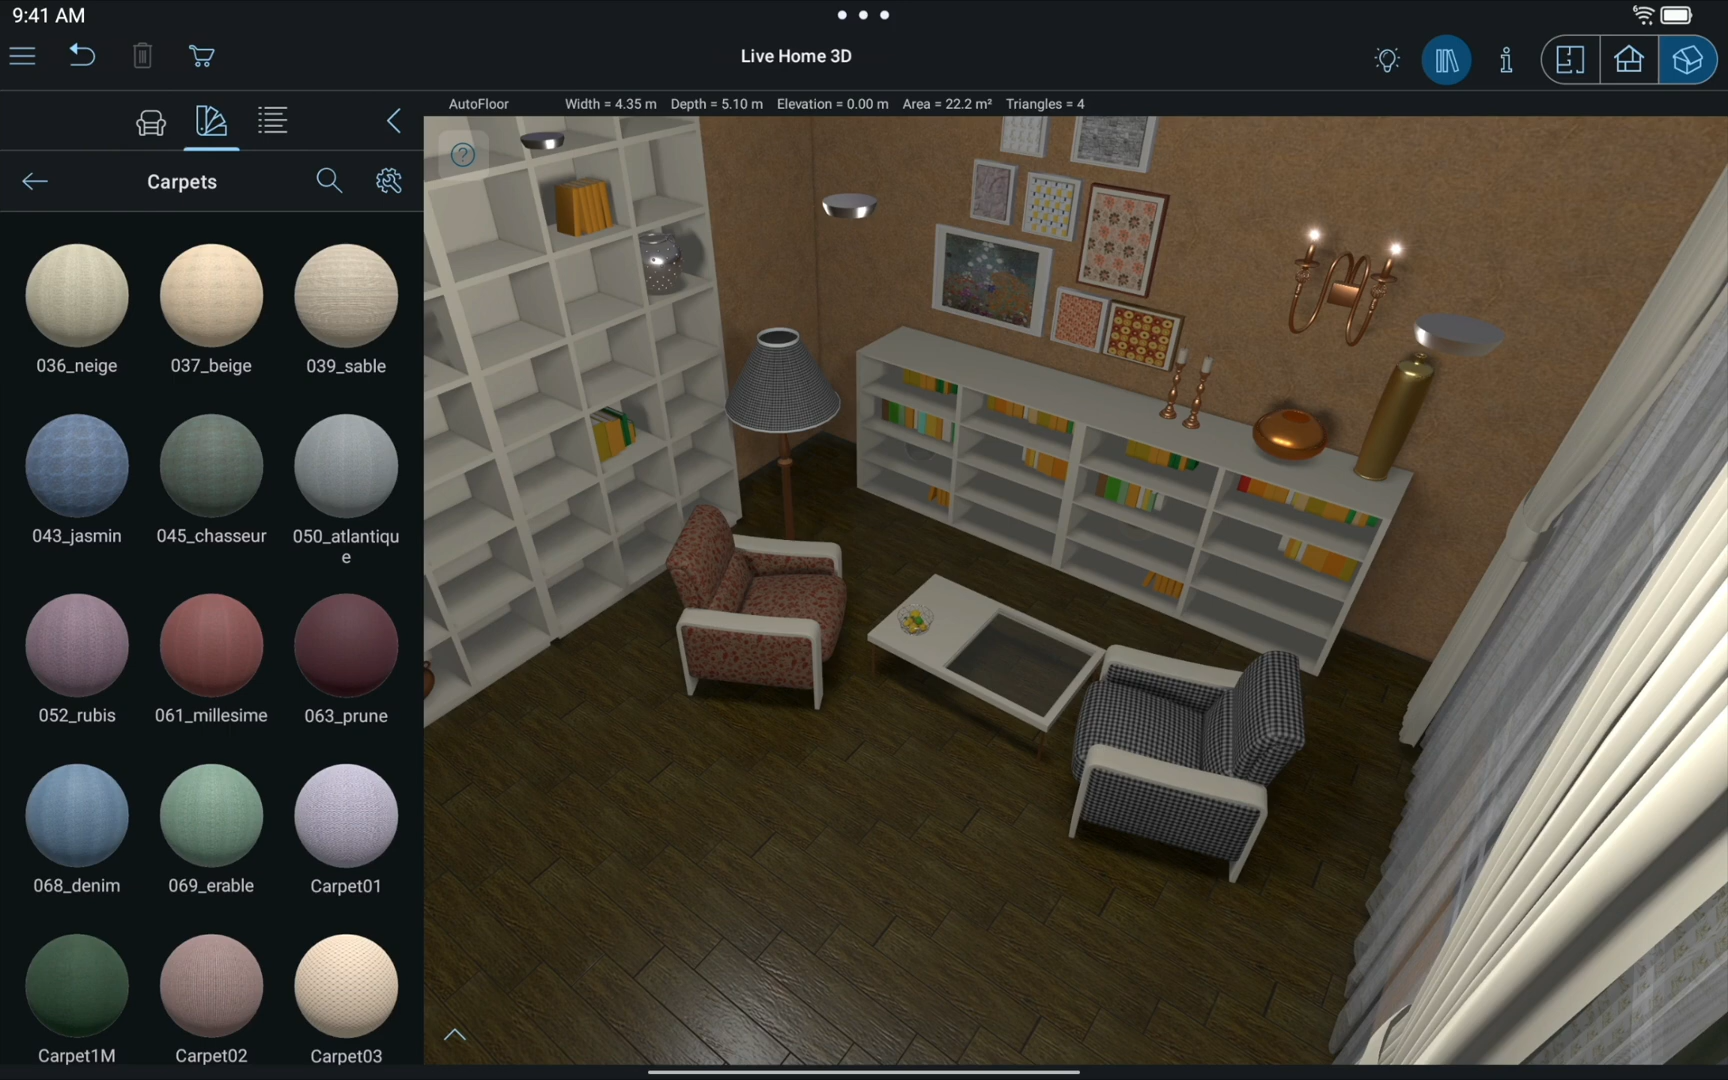 9:41 AM
Live Home 3D
AutoFloor Width = 4.35 m Depth = 5.10 m Elevation = 0.00 m Area = 22.2 m² Triangles = 4
Carpets
036_neige 037_beige 039_sable
043_jasmin 045_chasseur 050_atlantiqu
e
052_rubis 061_millesime 063_prune
068_denim 069_erable Carpet01
Carpet1M Carpet02 Carpet03